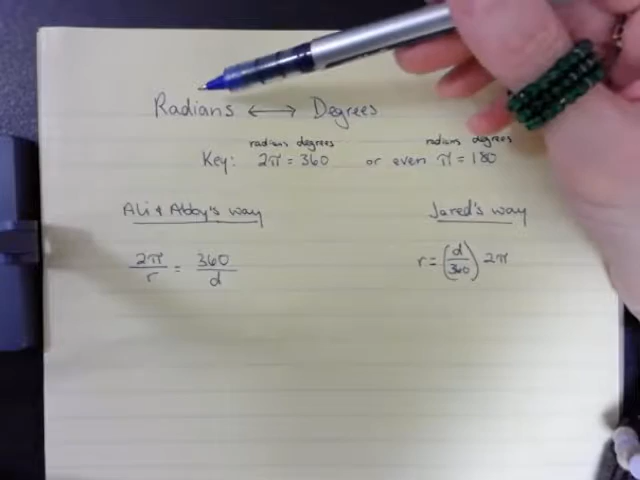 Radians ⟷ Degrees
radians degrees radians degrees
Key: 2π = 360 or even π = 180
Ali & Abby's way
2π/r = 360/d
Jared's way
r = (d/360) 2π